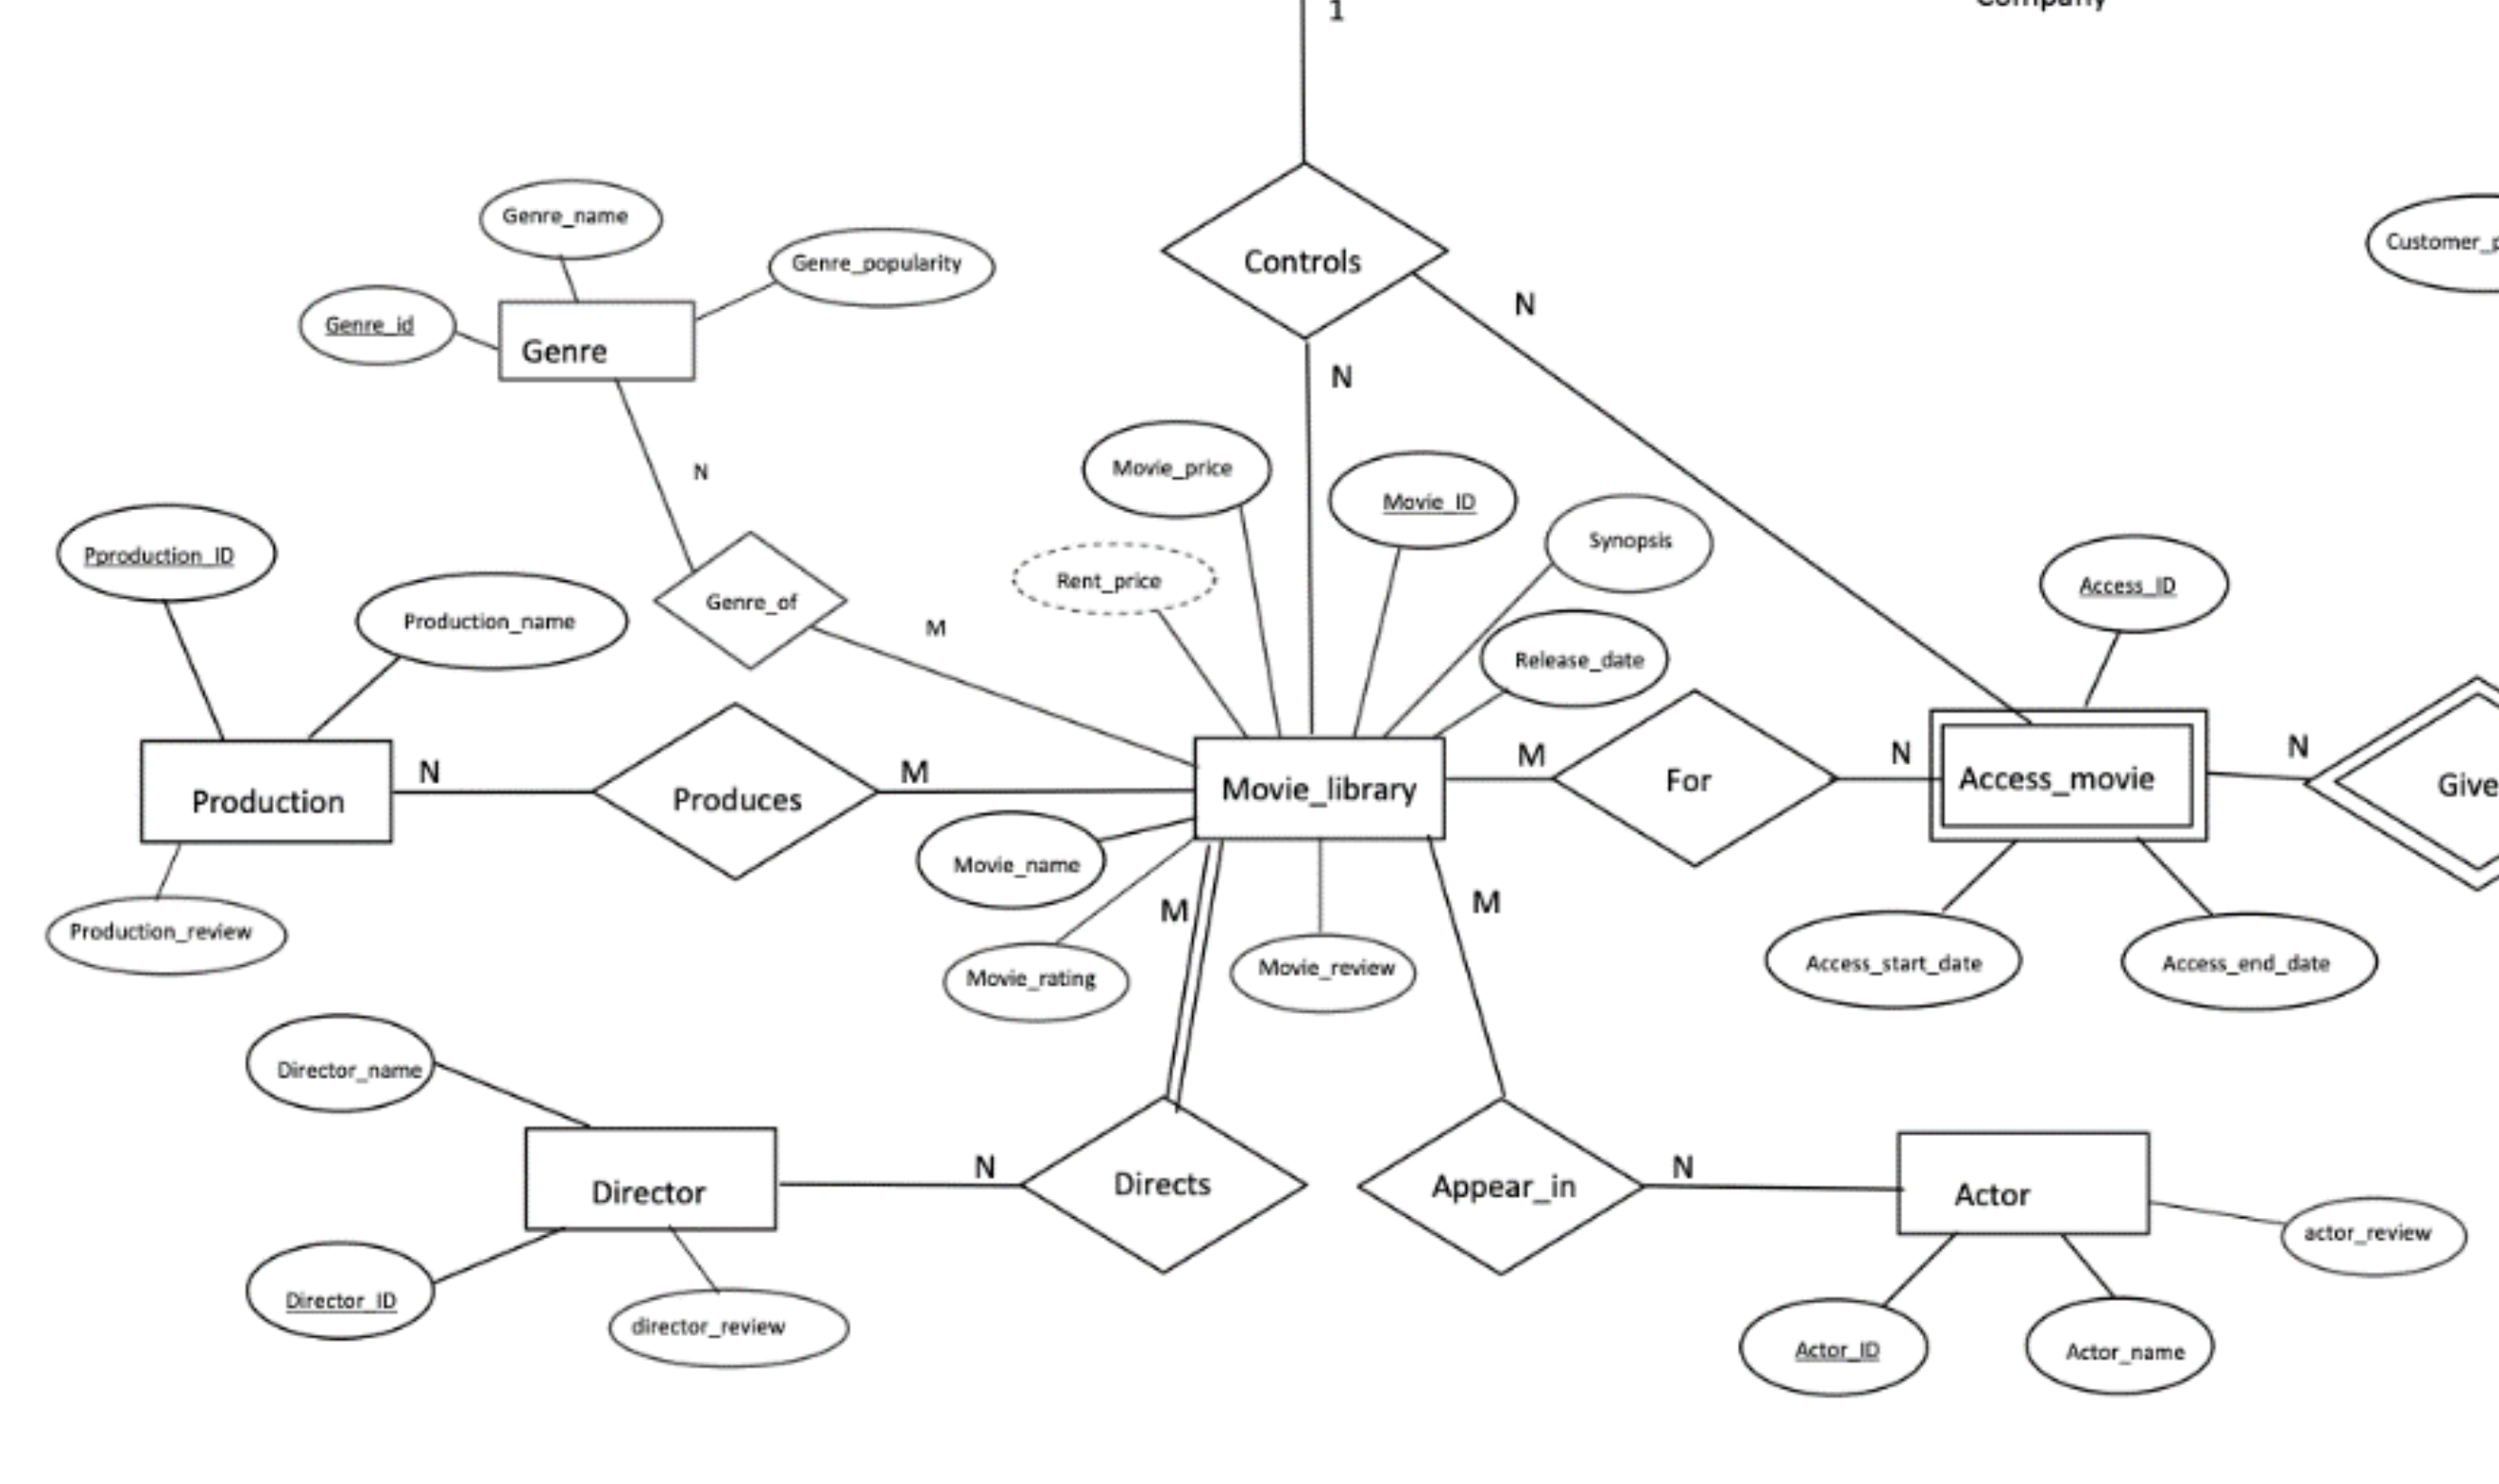 1
Company
Genre_name
Genre_popularity
Customer_p
Controls
Genre_id
N
Genre
N
Movie_price
N
Movie_ID
Synopsis
Pproduction_ID
Rent_price
Access_ID
Genre_of
Production_name
M
Release_date
N
M
M
N
N
Production
Produces
Movie_library
For
Access_movie
Give
Movie_name
M
M
Production_review
Movie_rating
Movie_review
Access_start_date
Access_end_date
Director_name
N
N
Director
Directs
Appear_in
Actor
actor_review
Director_ID
director_review
Actor_ID
Actor_name